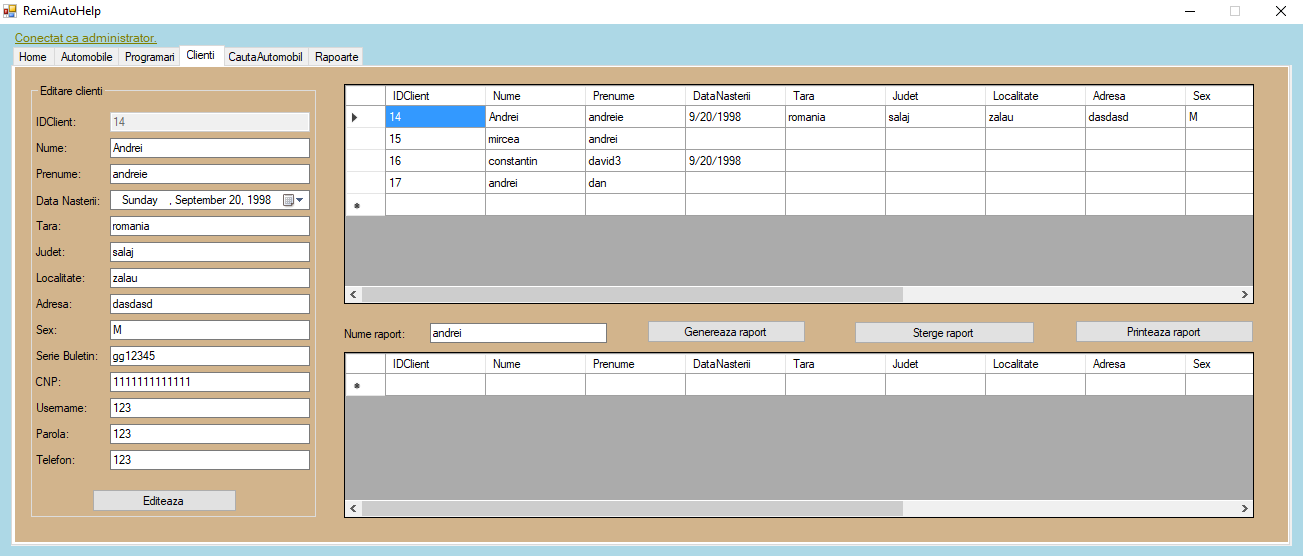 RemiAutoHelp
Conectat ca administrator.
Home Automobile Programari Clienti CautaAutomobil Rapoarte
Editare clienti
IDClient: 14
Nume: Andrei
Prenume: andreie
Data Nasterii: Sunday , September 20, 1998
Tara: romania
Judet: salaj
Localitate: zalau
Adresa: dasdasd
Sex: M
Serie Buletin: gg12345
CNP: 1111111111111
Username: 123
Parola: 123
Telefon: 123
Editeaza
IDClient Nume Prenume DataNasterii Tara Judet Localitate Adresa Sex
14 Andrei andreie 9/20/1998 romania salaj zalau dasdasd M
15 mircea andrei
16 constantin david3 9/20/1998
17 andrei dan
Nume raport: andrei Genereaza raport Sterge raport Printeaza raport
IDClient Nume Prenume DataNasterii Tara Judet Localitate Adresa Sex